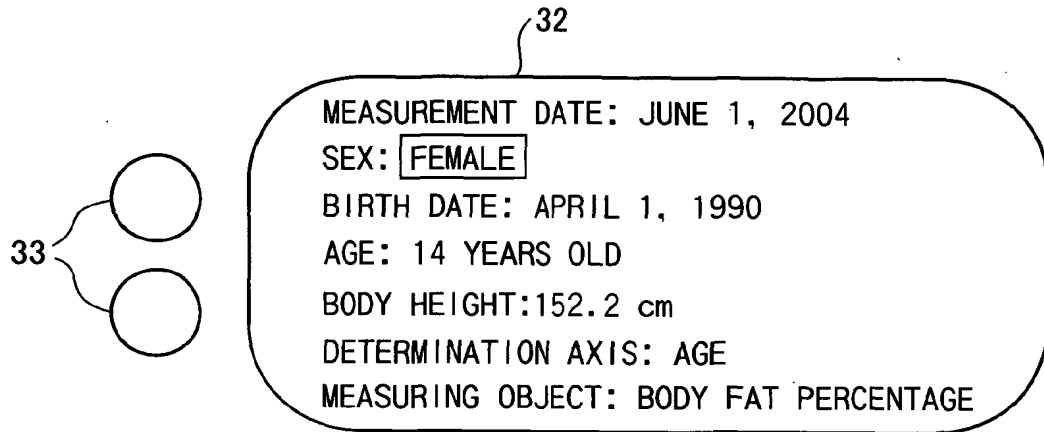 32
MEASUREMENT DATE: JUNE 1, 2004
SEX: FEMALE
BIRTH DATE: APRIL 1, 1990
33
AGE: 14 YEARS OLD
BODY HEIGHT:152.2 cm
DETERMINATION AXIS: AGE
MEASURING OBJECT: BODY FAT PERCENTAGE